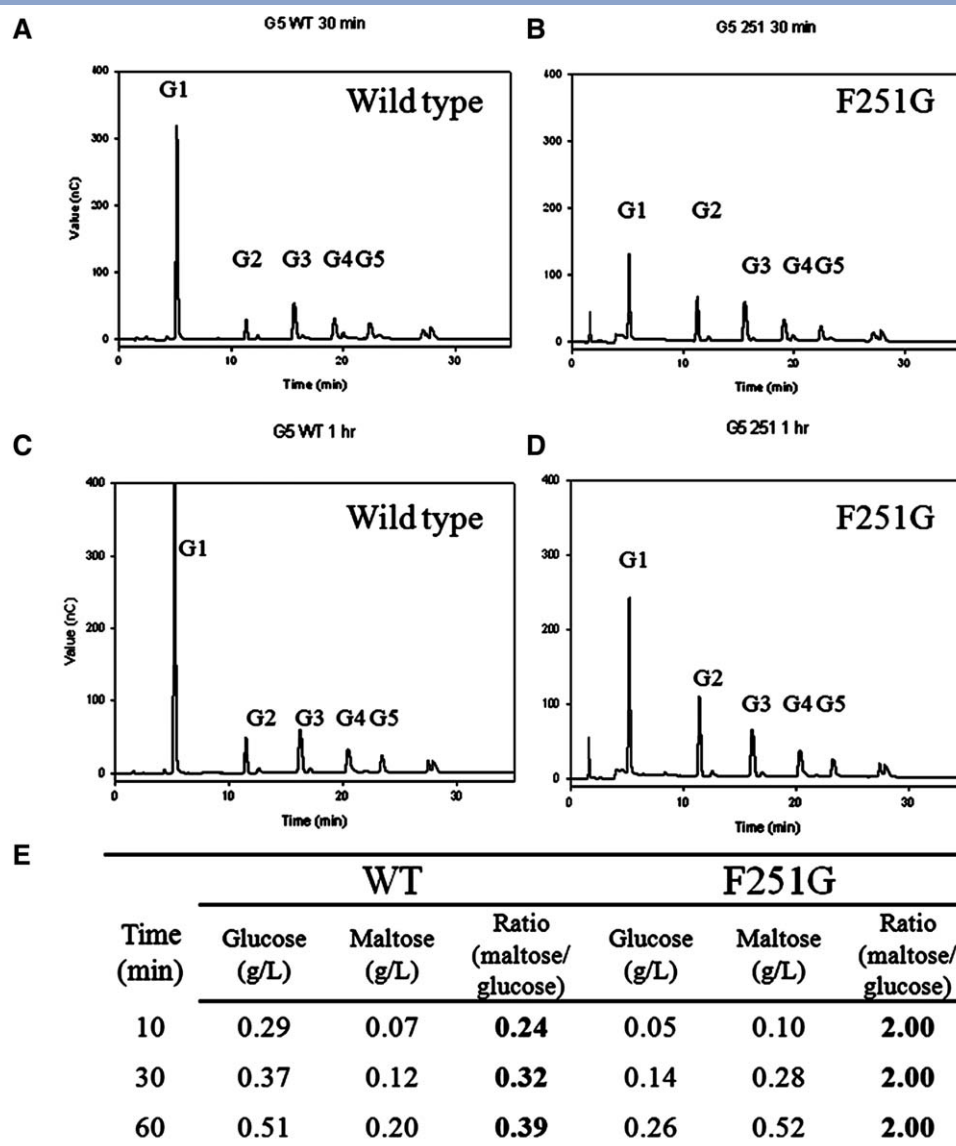 A
G5 WT 30 min
Wild type
G1
G2 G3 G4 G5
400
300
200
100
0
Value (nC)
0 10 20 30
Time (min)
B
G5 251 30 min
F251G
G1 G2
G3 G4 G5
400
300
200
100
0
0 10 20 30
Time (min)
C
G5 WT 1 hr
Wild type
G1
G2 G3 G4 G5
400
300
200
100
0
Value (nC)
0 10 20 30
Time (min)
D
G5 251 1 hr
F251G
G1
G2
G3 G4 G5
400
300
200
100
0
0 10 20 30
Time (min)
E
WT F251G
Time (min) Glucose (g/L) Maltose (g/L) Ratio (maltose/ glucose) Glucose (g/L) Maltose (g/L) Ratio (maltose/ glucose)
10 0.29 0.07 0.24 0.05 0.10 2.00
30 0.37 0.12 0.32 0.14 0.28 2.00
60 0.51 0.20 0.39 0.26 0.52 2.00